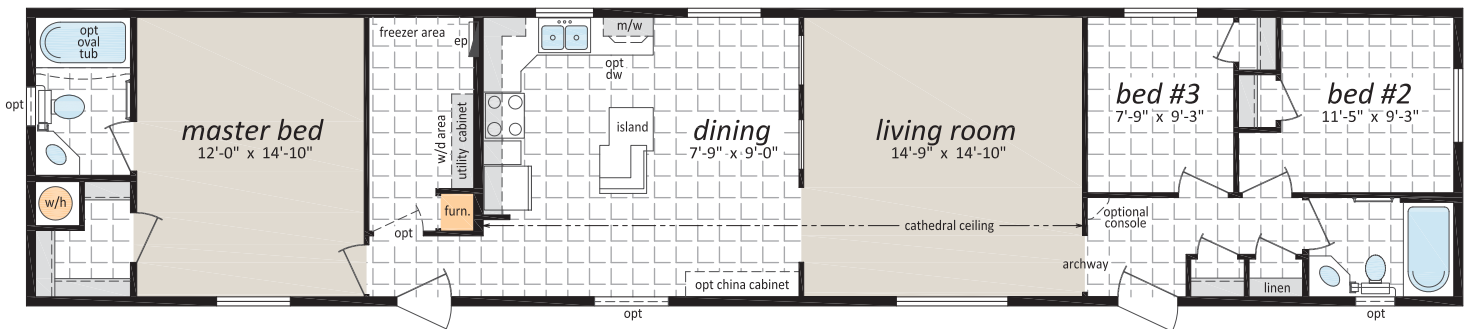 opt
oval
tub
opt
w/h
master bed
12'-0" x 14'-10"
freezer area
ep
w/d area
utility cabinet
furn.
opt
m/w
opt
dw
island
dining
7'-9" x 9'-0"
opt china cabinet
opt
living room
14'-9" x 14'-10"
cathedral ceiling
archway
bed #3
7'-9" x 9'-3"
bed #2
11'-5" x 9'-3"
optional
console
linen
opt